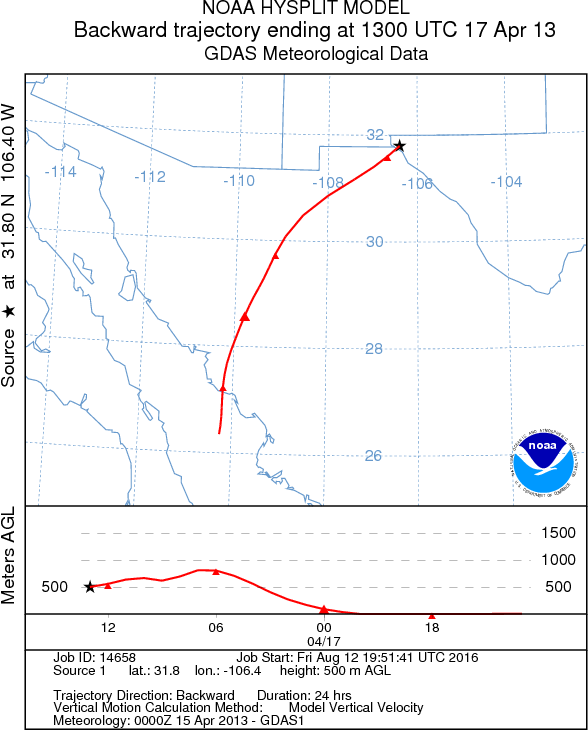 NOAA HYSPLIT MODEL
Backward trajectory ending at 1300 UTC 17 Apr 13
GDAS Meteorological Data
Source ★ at 31.80 N 106.40 W
-114
-112
-110
-108
-106
-104
32
30
28
26
noaa
Meters AGL
1500
1000
500
500
12
06
00
18
04/17
Job ID: 14658 Job Start: Fri Aug 12 19:51:41 UTC 2016
Source 1 lat.: 31.8 lon.: -106.4 height: 500 m AGL
Trajectory Direction: Backward Duration: 24 hrs
Vertical Motion Calculation Method: Model Vertical Velocity
Meteorology: 0000Z 15 Apr 2013 - GDAS1